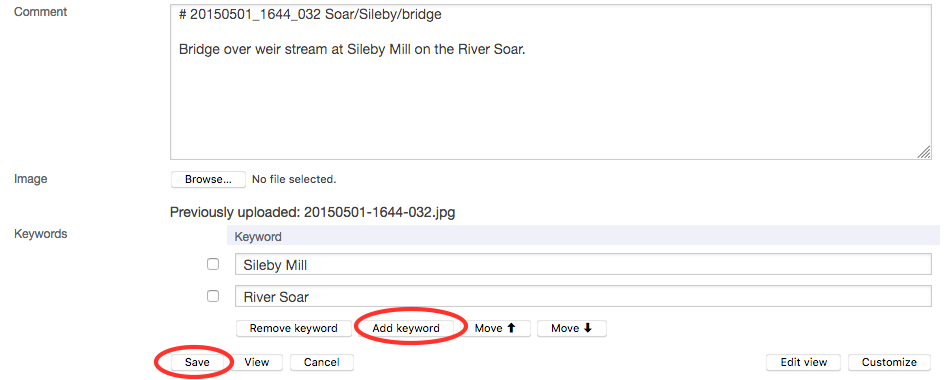 Comment
# 20150501_1644_032 Soar/Sileby/bridge
Bridge over weir stream at Sileby Mill on the River Soar.
Image
Browse... No file selected.
Previously uploaded: 20150501-1644-032.jpg
Keywords
Keyword
Sileby Mill
River Soar
Remove keyword Add keyword Move ⬆ Move ⬇
Save View Cancel Edit view Customize